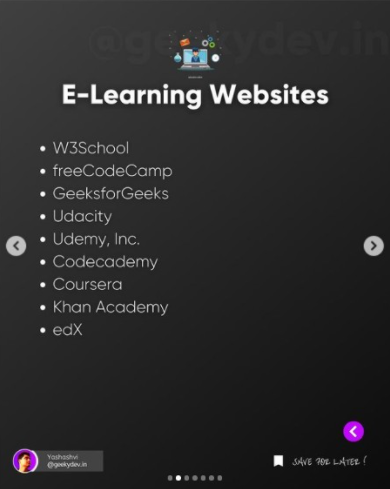 @geekydev.in
E-Learning Websites
• W3School
• freeCodeCamp
• GeeksforGeeks
• Udacity
• Udemy, Inc.
• Codecademy
• Coursera
• Khan Academy
• edX
Yashashvi
@geekydev.in
SAVE FOR LATER!